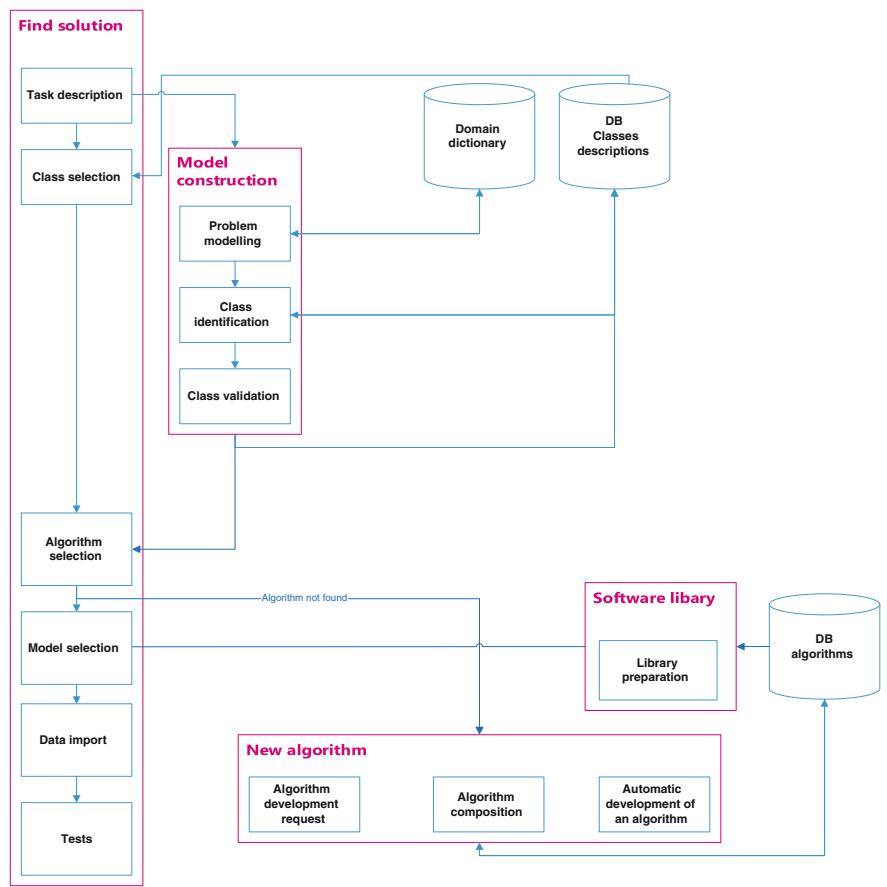 Find solution
Task description
Class selection
Model
construction
Problem
modelling
Class
identification
Class validation
Domain
dictionary
DB
Classes
descriptions
Algorithm
selection
Algorithm not found
Model selection
Data import
Tests
Software libary
Library
preparation
DB
algorithms
New algorithm
Algorithm
development
request
Algorithm
composition
Automatic
development of
an algorithm